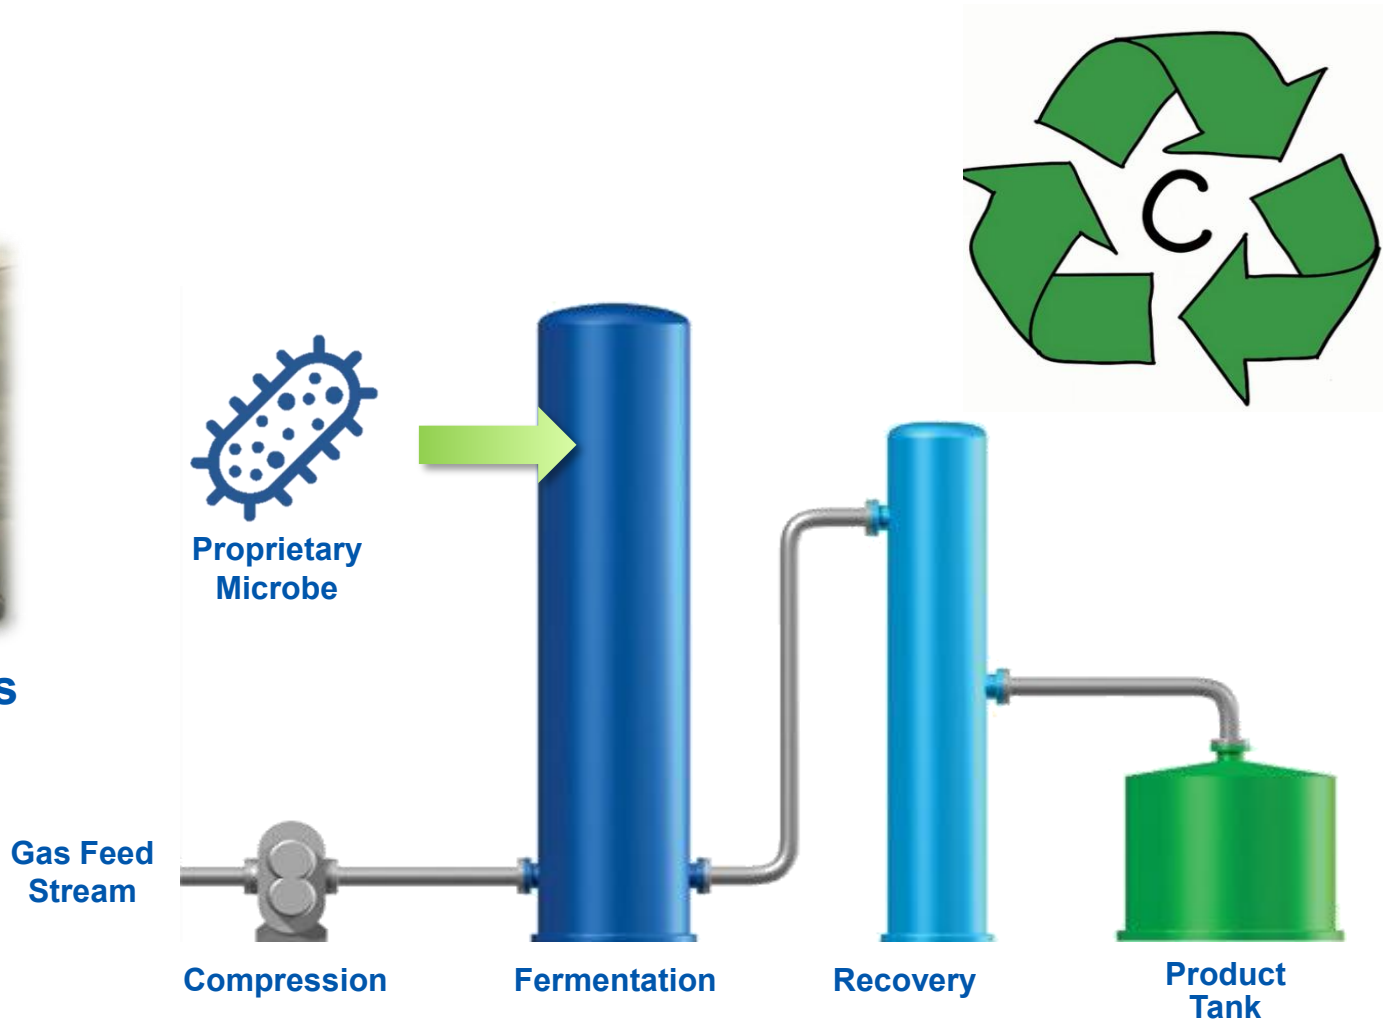 C
Proprietary
Microbe
s
Gas Feed
Stream
Compression
Fermentation
Recovery
Product
Tank